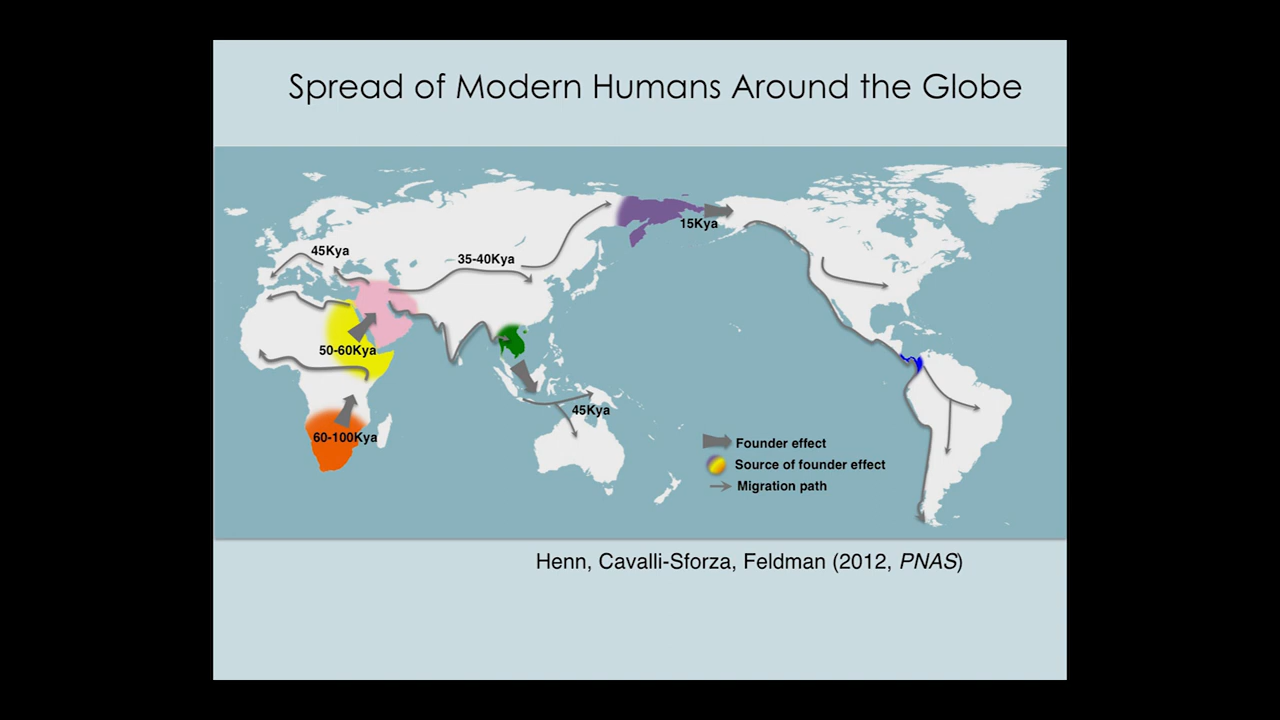 Spread of Modern Humans Around the Globe
45Kya
35-40Kya
15Kya
50-60Kya
45Kya
60-100Kya
Founder effect
Source of founder effect
Migration path
Henn, Cavalli-Sforza, Feldman (2012, PNAS)